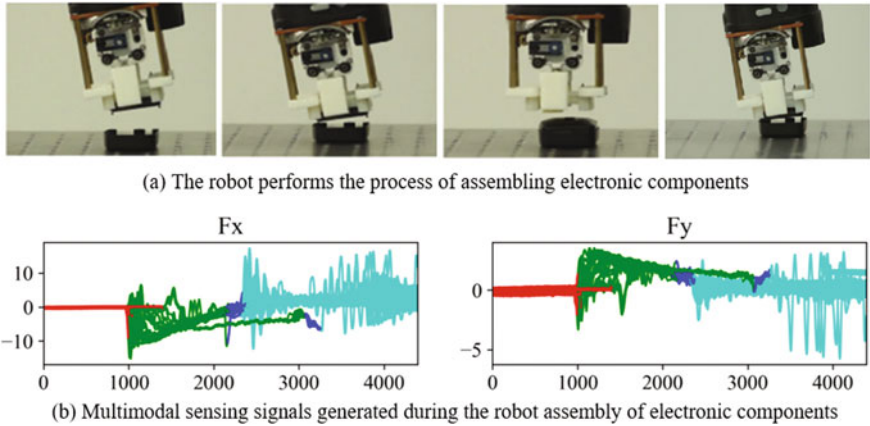 (a) The robot performs the process of assembling electronic components
Fx
Fy
10
0
−10
0
−5
0 1000 2000 3000 4000
0 1000 2000 3000 4000
(b) Multimodal sensing signals generated during the robot assembly of electronic components